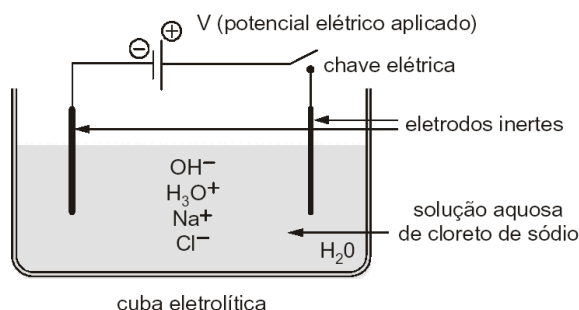 ⊖ ⊕ V (potencial elétrico aplicado)
chave elétrica
eletrodos inertes
OH⁻
H₃O⁺
Na⁺
Cl⁻
solução aquosa
de cloreto de sódio
H₂0
cuba eletrolítica